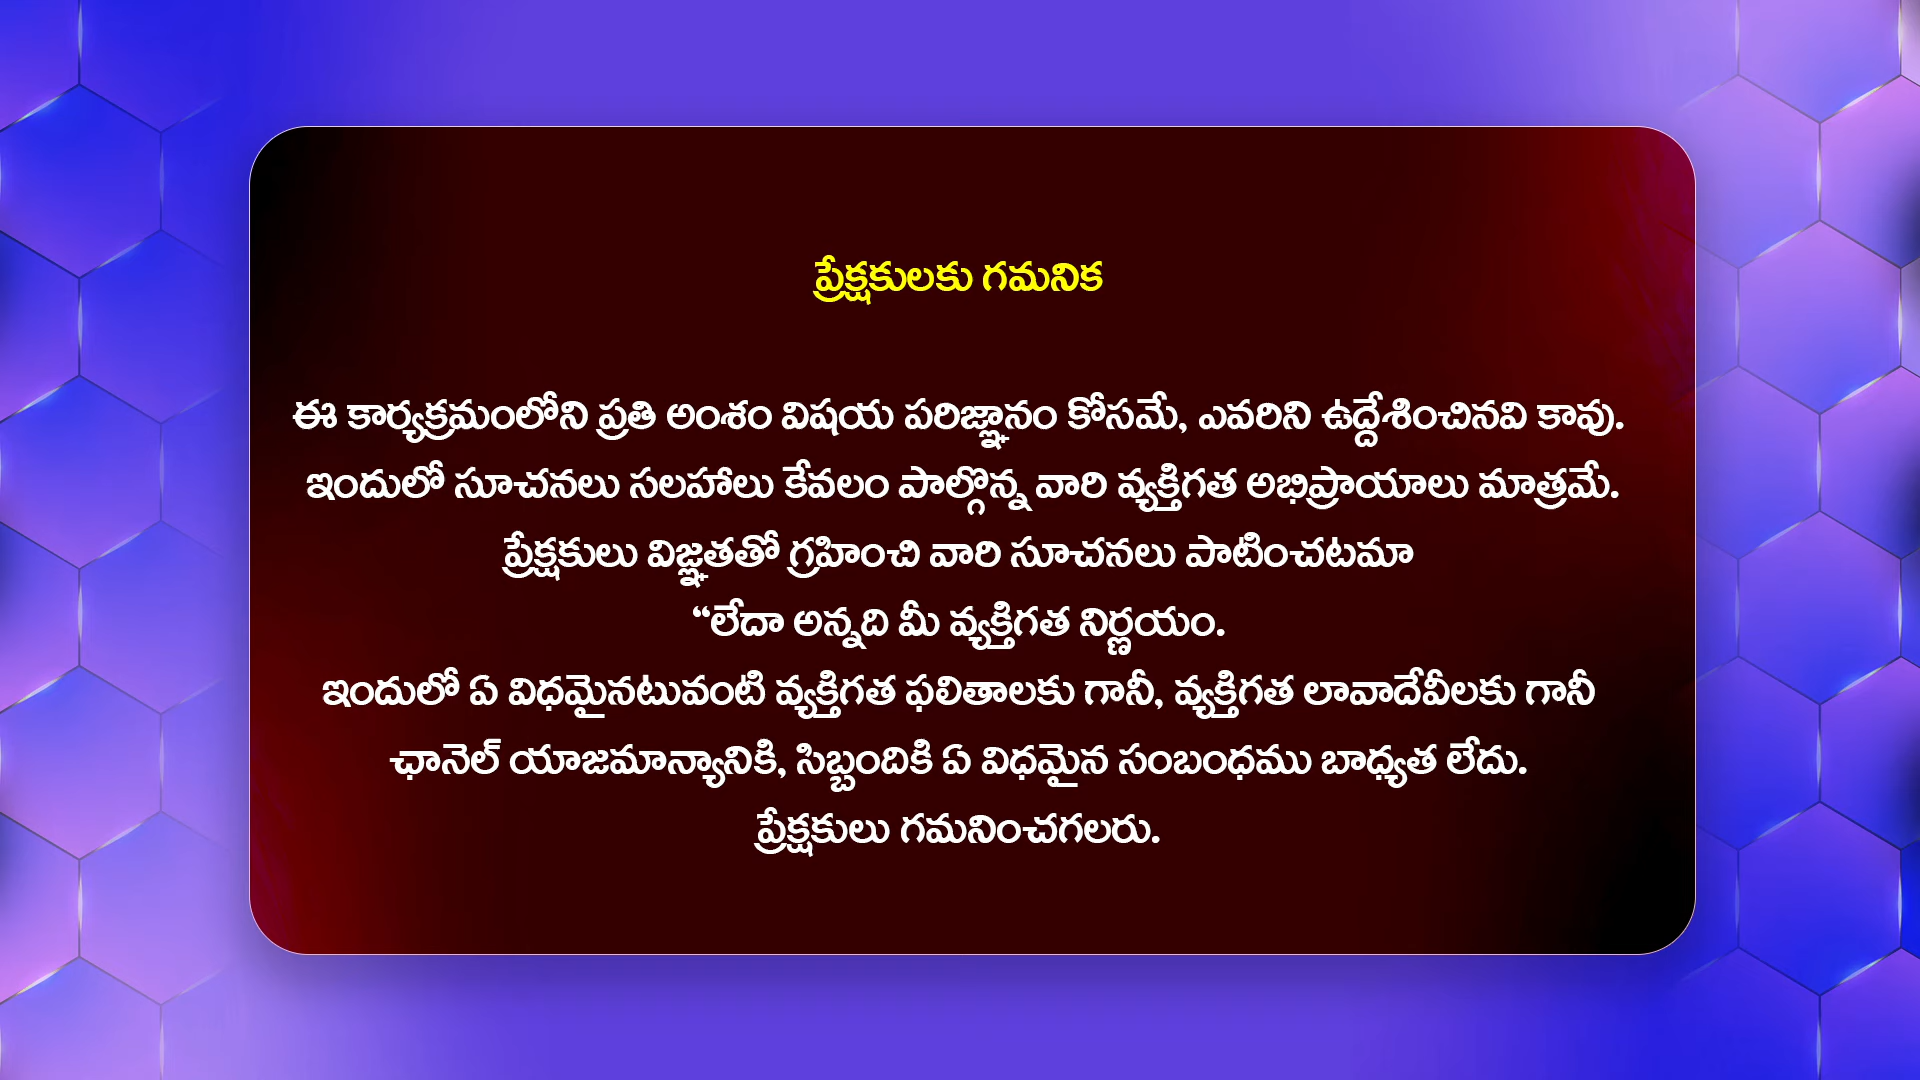 ప్రేక్షకులకు గమనిక
ఈ కార్యక్రమంలోని ప్రతి అంశం విషయ పరిజ్ఞానం కోసమే, ఎవరిని ఉద్దేశించినవి కావు.
ఇందులో సూచనలు సలహాలు కేవలం పాల్గొన్న వారి వ్యక్తిగత అభిప్రాయాలు మాత్రమే.
ప్రేక్షకులు విజ్ఞతతో గ్రహించి వారి సూచనలు పాటించటమా
“లేదా అన్నది మీ వ్యక్తిగత నిర్ణయం.
ఇందులో ఏ విధమైనటువంటి వ్యక్తిగత ఫలితాలకు గానీ, వ్యక్తిగత లావాదేవీలకు గానీ
ఛానెల్ యాజమాన్యానికి, సిబ్బందికి ఏ విధమైన సంబంధము బాధ్యత లేదు.
ప్రేక్షకులు గమనించగలరు.